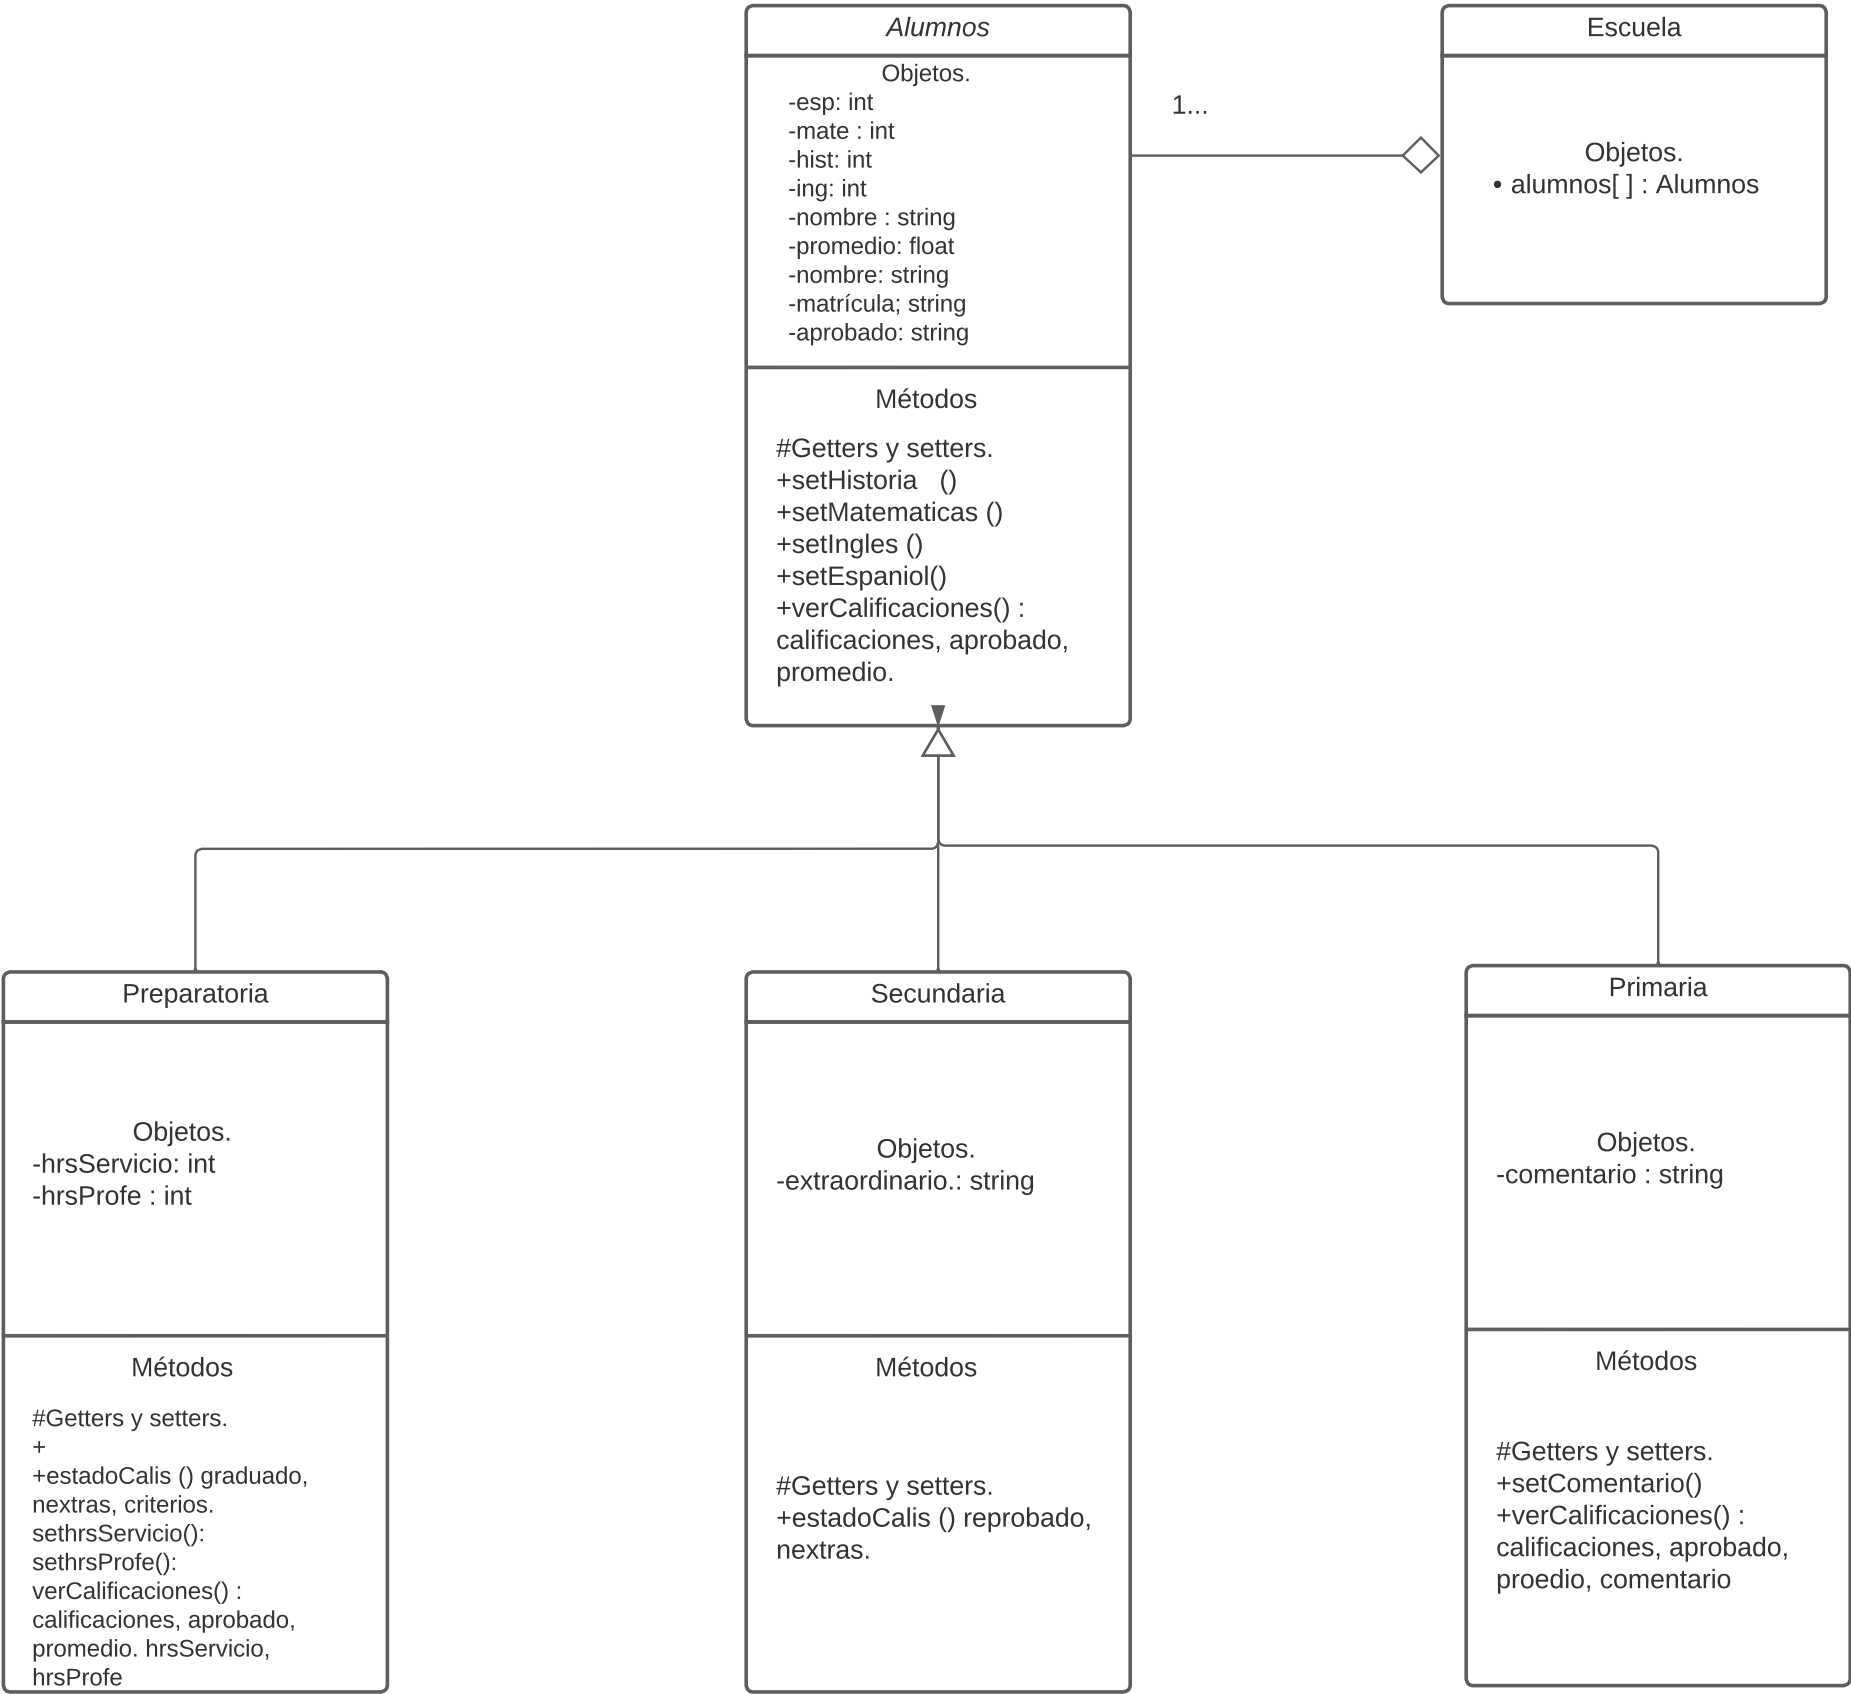 Alumnos
Objetos.
-esp: int
-mate : int
-hist: int
-ing: int
-nombre : string
-promedio: float
-nombre: string
-matrícula; string
-aprobado: string
Métodos
#Getters y setters.
+setHistoria   ()
+setMatematicas ()
+setIngles ()
+setEspaniol()
+verCalificaciones() :
calificaciones, aprobado,
promedio.
1...
Escuela
Objetos.
• alumnos[ ] : Alumnos
Preparatoria
Objetos.
-hrsServicio: int
-hrsProfe : int
Métodos
#Getters y setters.
+
+estadoCalis () graduado,
nextras, criterios.
sethrsServicio():
sethrsProfe():
verCalificaciones() :
calificaciones, aprobado,
promedio. hrsServicio,
hrsProfe
Secundaria
Objetos.
-extraordinario.: string
Métodos
#Getters y setters.
+estadoCalis () reprobado,
nextras.
Primaria
Objetos.
-comentario : string
Métodos
#Getters y setters.
+setComentario()
+verCalificaciones() :
calificaciones, aprobado,
proedio, comentario